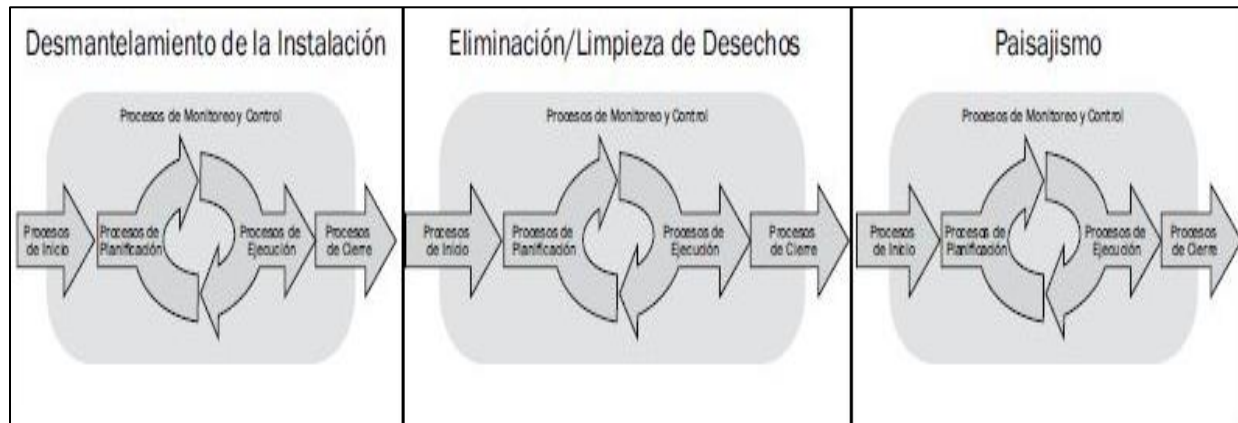 Desmantelamiento de la Instalación
Procesos de Monitoreo y Control
Procesos
de Inicio
Procesos de
Planificación
Procesos de
Ejecución
Procesos
de Cierre
Eliminación/Limpieza de Desechos
Procesos de Monitoreo y Control
Procesos
de Inicio
Procesos de
Planificación
Procesos de
Ejecución
Procesos
de Cierre
Paisajismo
Procesos de Monitoreo y Control
Procesos
de Inicio
Procesos de
Planificación
Procesos de
Ejecución
Procesos
de Cierre